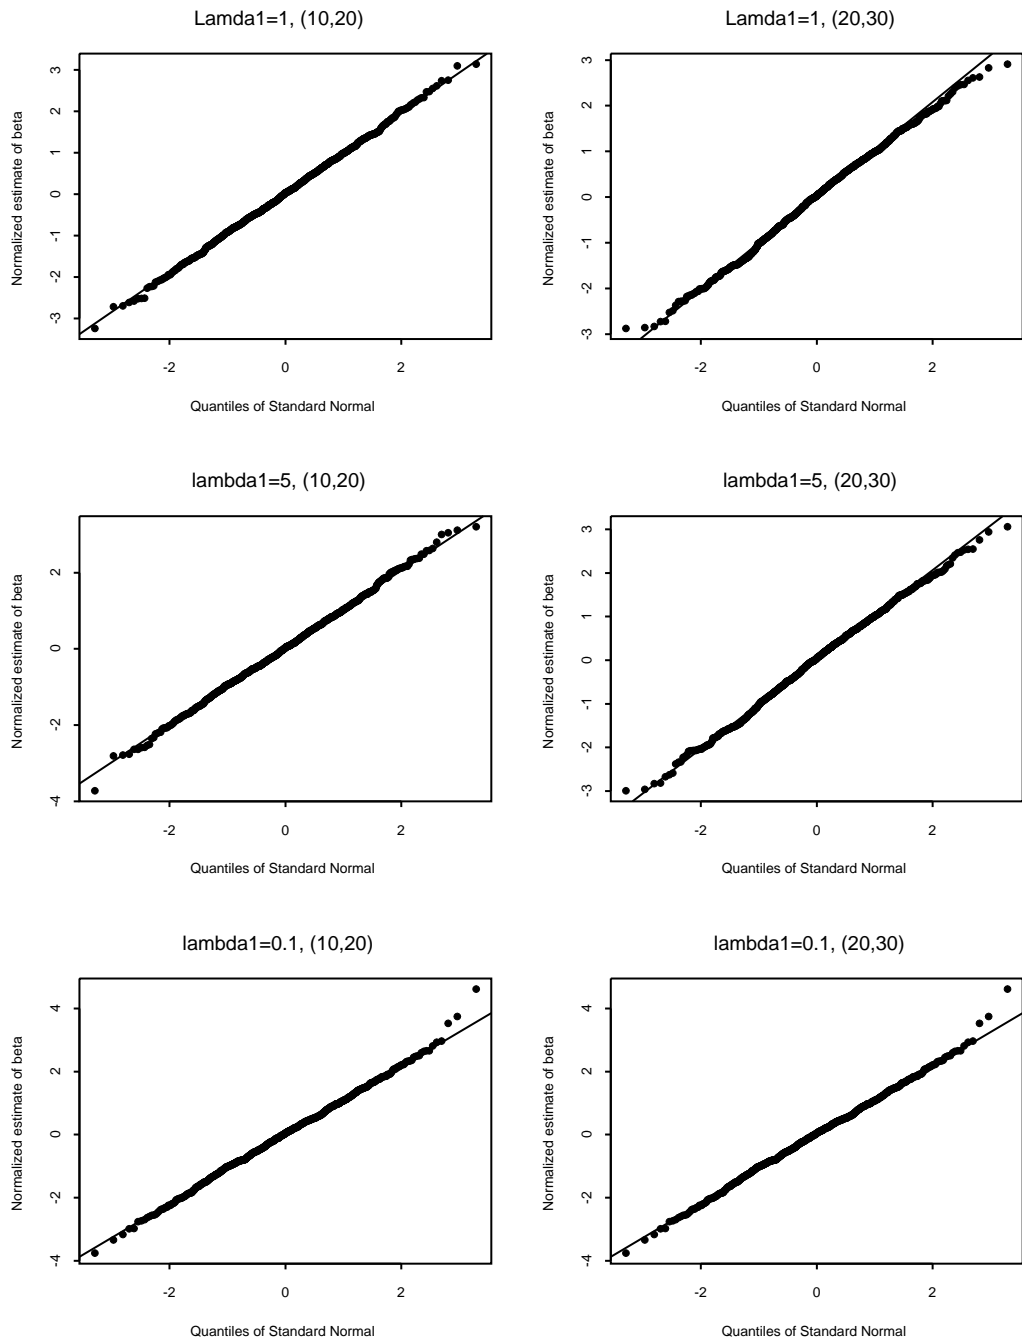 Lamda1=1, (10,20)
Normalized estimate of beta
3
2
1
0
-1
-2
-3
-2 0 2
Quantiles of Standard Normal
Lamda1=1, (20,30)
Normalized estimate of beta
3
2
1
0
-1
-2
-3
-2 0 2
Quantiles of Standard Normal
lambda1=5, (10,20)
Normalized estimate of beta
2
0
-2
-4
-2 0 2
Quantiles of Standard Normal
lambda1=5, (20,30)
Normalized estimate of beta
3
2
1
0
-1
-2
-3
-2 0 2
Quantiles of Standard Normal
lambda1=0.1, (10,20)
Normalized estimate of beta
4
2
0
-2
-4
-2 0 2
Quantiles of Standard Normal
lambda1=0.1, (20,30)
Normalized estimate of beta
4
2
0
-2
-4
-2 0 2
Quantiles of Standard Normal